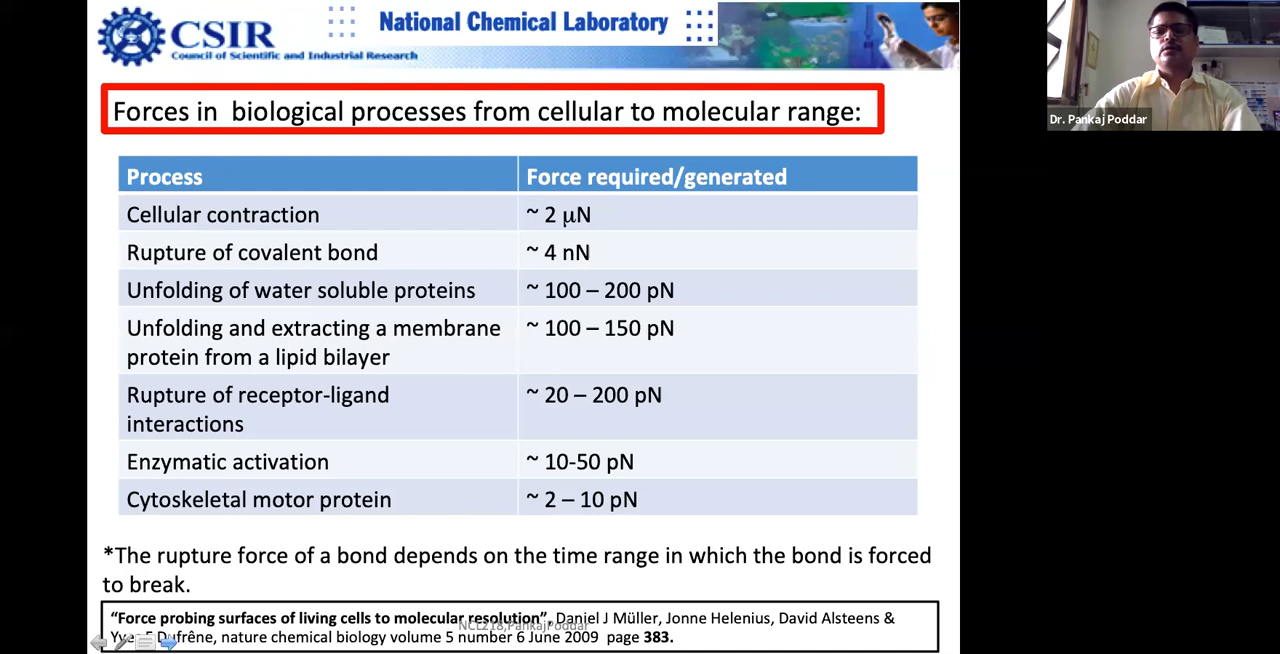 CSIR
Council of Scientific and Industrial Research
National Chemical Laboratory
Dr. Pankaj Poddar
Forces in biological processes from cellular to molecular range:
Process Force required/generated
Cellular contraction ~ 2 µN
Rupture of covalent bond ~ 4 nN
Unfolding of water soluble proteins ~ 100 – 200 pN
Unfolding and extracting a membrane ~ 100 – 150 pN
protein from a lipid bilayer
Rupture of receptor-ligand ~ 20 – 200 pN
interactions
Enzymatic activation ~ 10-50 pN
Cytoskeletal motor protein ~ 2 – 10 pN
*The rupture force of a bond depends on the time range in which the bond is forced
to break.
“Force probing surfaces of living cells to molecular resolution”, Daniel J Müller, Jonne Helenius, David Alsteens &
NCL218,PankajPoddar
Yves F Dufrêne, nature chemical biology volume 5 number 6 June 2009 page 383.